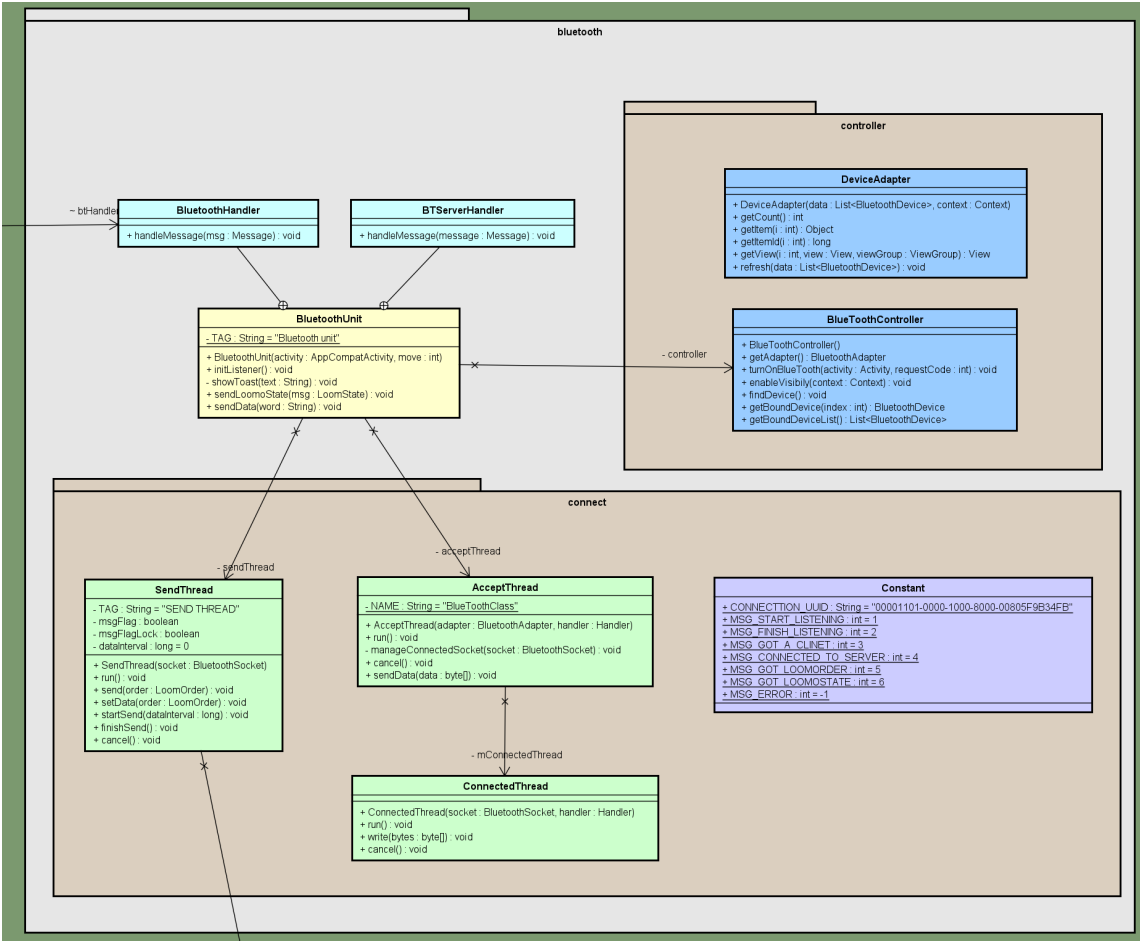 bluetooth
controller
DeviceAdapter
+ DeviceAdapter(data : List<BluetoothDevice>, context : Context)
+ getCount() : int
+ getItem(i : int) : Object
+ getItemId(i : int) : long
+ getView(i : int, view : View, viewGroup : ViewGroup) : View
+ refresh(data : List<BluetoothDevice>) : void
~ btHandler
BluetoothHandler
+ handleMessage(msg : Message) : void
BTServerHandler
+ handleMessage(message : Message) : void
BluetoothUnit
- TAG : String = "Bluetooth unit"
+ BluetoothUnit(activity : AppCompatActivity, move : int)
+ initListener() : void
- showToast(text : String) : void
+ sendLoomoState(msg : LoomState) : void
+ sendData(word : String) : void
- controller
BlueToothController
+ BlueToothController()
+ getAdapter() : BluetoothAdapter
+ turnOnBlueTooth(activity : Activity, requestCode : int) : void
+ enableVisibily(context : Context) : void
+ findDevice() : void
+ getBoundDevice(index : int) : BluetoothDevice
+ getBoundDeviceList() : List<BluetoothDevice>
connect
- sendThread
- acceptThread
SendThread
- TAG : String = "SEND THREAD"
- msgFlag : boolean
- msgFlagLock : boolean
- dataInterval : long = 0
+ SendThread(socket : BluetoothSocket)
+ run() : void
+ send(order : LoomOrder) : void
+ setData(order : LoomOrder) : void
+ startSend(dataInterval : long) : void
+ finishSend() : void
+ cancel() : void
AcceptThread
- NAME : String = "BlueToothClass"
+ AcceptThread(adapter : BluetoothAdapter, handler : Handler)
+ run() : void
- manageConnectedSocket(socket : BluetoothSocket) : void
+ cancel() : void
+ sendData(data : byte[]) : void
Constant
+ CONNECTTION_UUID : String = "00001101-0000-1000-8000-00805F9B34FB"
+ MSG_START_LISTENING : int = 1
+ MSG_FINISH_LISTENING : int = 2
+ MSG_GOT_A_CLINET : int = 3
+ MSG_CONNECTED_TO_SERVER : int = 4
+ MSG_GOT_LOOMORDER : int = 5
+ MSG_GOT_LOOMOSTATE : int = 6
+ MSG_ERROR : int = -1
- mConnectedThread
ConnectedThread
+ ConnectedThread(socket : BluetoothSocket, handler : Handler)
+ run() : void
+ write(bytes : byte[]) : void
+ cancel() : void